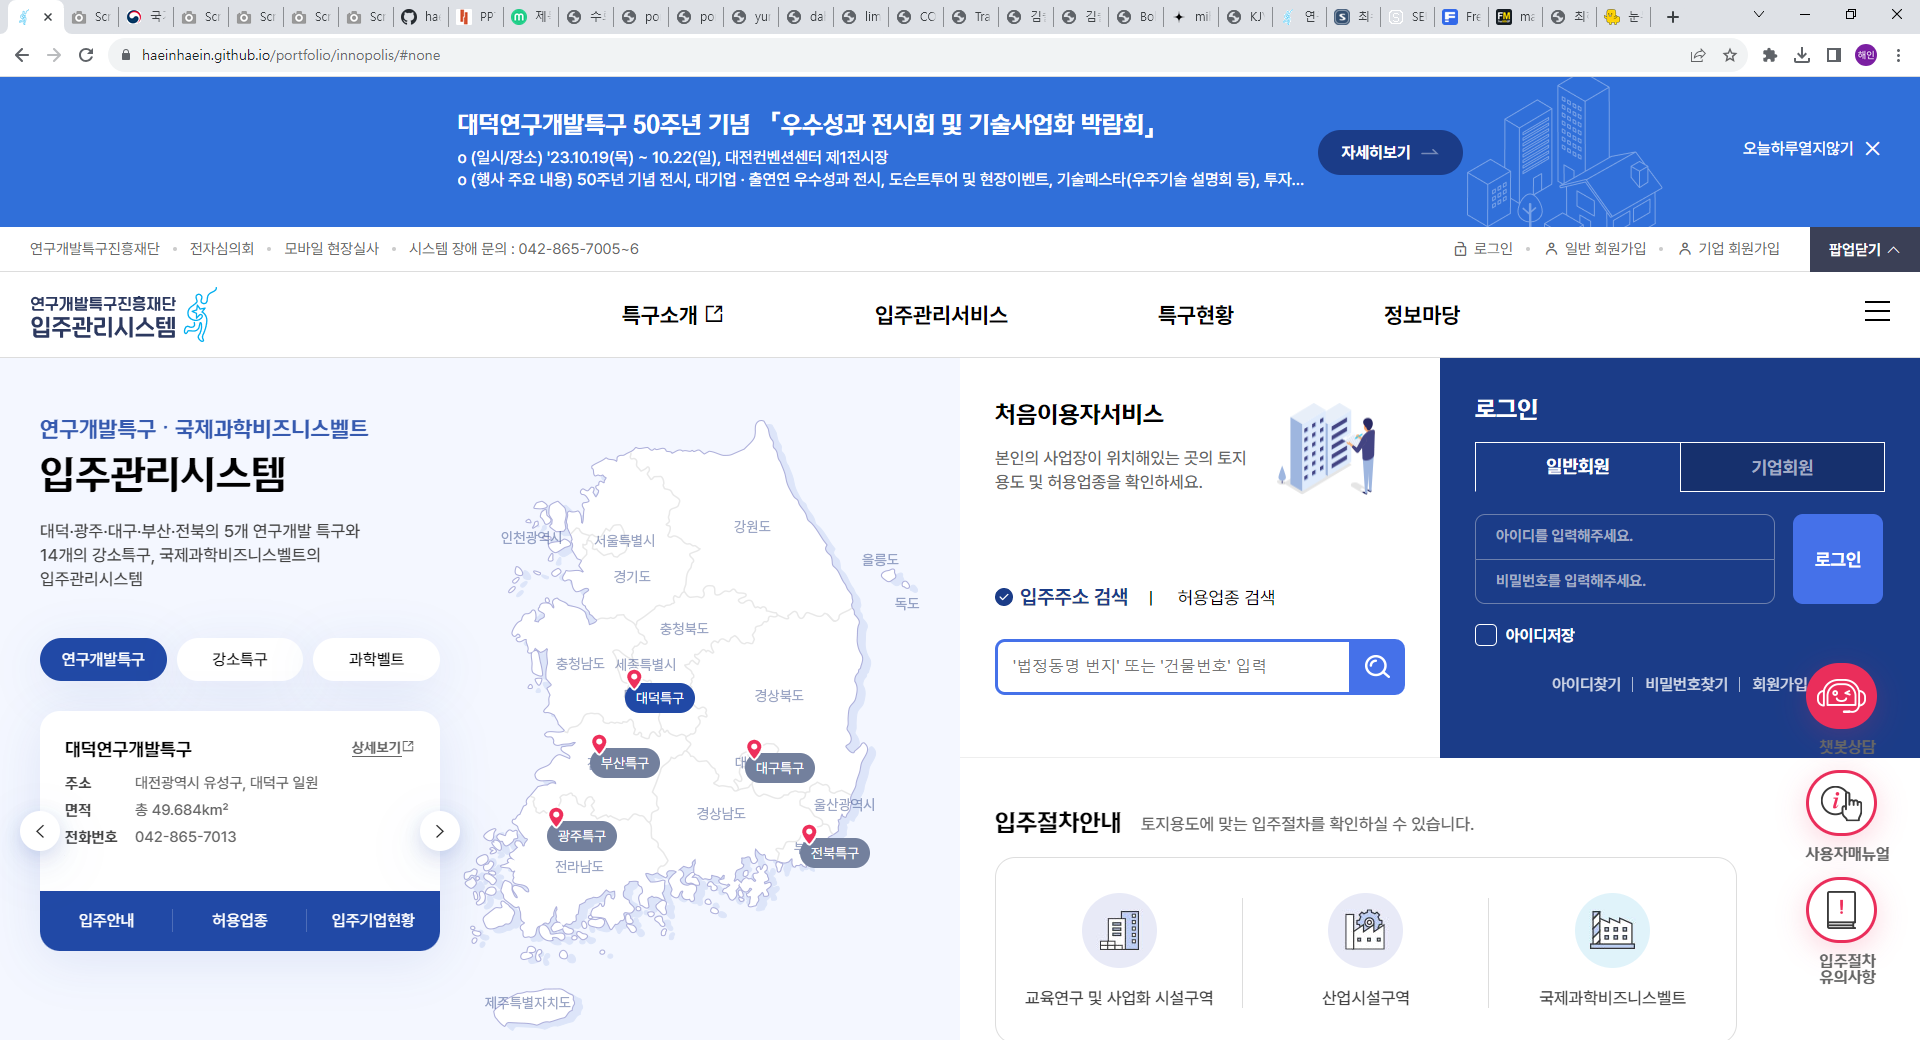 Scr
국
Scr
Scr
Scr
Scr
hae
PP
제
수
po
po
yur
dal
lim
CC
Tra
김
김
Boi
mi
KJ
연
최
SE
Fre
ma
최
눈
haeinhaein.github.io/portfolio/innopolis/#none
해인
대덕연구개발특구 50주년 기념 「우수성과 전시회 및 기술사업화 박람회」
o (일시/장소) '23.10.19(목) ~ 10.22(일), 대전컨벤션센터 제1전시장
o (행사 주요 내용) 50주년 기념 전시, 대기업 · 출연연 우수성과 전시, 도슨트투어 및 현장이벤트, 기술페스타(우주기술 설명회 등), 투자...
자세히보기
오늘하루열지않기
연구개발특구진흥재단 • 전자심의회 • 모바일 현장실사 • 시스템 장애 문의 : 042-865-7005~6
로그인 • 일반 회원가입 • 기업 회원가입
팝업닫기
연구개발특구진흥재단
입주관리시스템
특구소개
입주관리서비스
특구현황
정보마당
연구개발특구 · 국제과학비즈니스벨트
입주관리시스템
대덕·광주·대구·부산·전북의 5개 연구개발 특구와
14개의 강소특구, 국제과학비즈니스벨트의
입주관리시스템
연구개발특구
강소특구
과학벨트
대덕연구개발특구
상세보기
주소 대전광역시 유성구, 대덕구 일원
면적 총 49.684km²
전화번호 042-865-7013
입주안내
허용업종
입주기업현황
인천광역시
서울특별시
강원도
경기도
울릉도
독도
충청북도
충청남도
세종특별시
대덕특구
경상북도
부산특구
대
대구특구
경상남도
울산광역시
광주특구
전북특구
전라남도
제주특별자치도
처음이용자서비스
본인의 사업장이 위치해있는 곳의 토지
용도 및 허용업종을 확인하세요.
입주주소 검색 | 허용업종 검색
'법정동명 번지' 또는 '건물번호' 입력
로그인
일반회원
기업회원
아이디를 입력해주세요.
비밀번호를 입력해주세요.
로그인
아이디저장
아이디찾기 | 비밀번호찾기 | 회원가입
챗봇상담
사용자매뉴얼
입주절차
유의사항
입주절차안내 토지용도에 맞는 입주절차를 확인하실 수 있습니다.
교육연구 및 사업화 시설구역
산업시설구역
국제과학비즈니스벨트